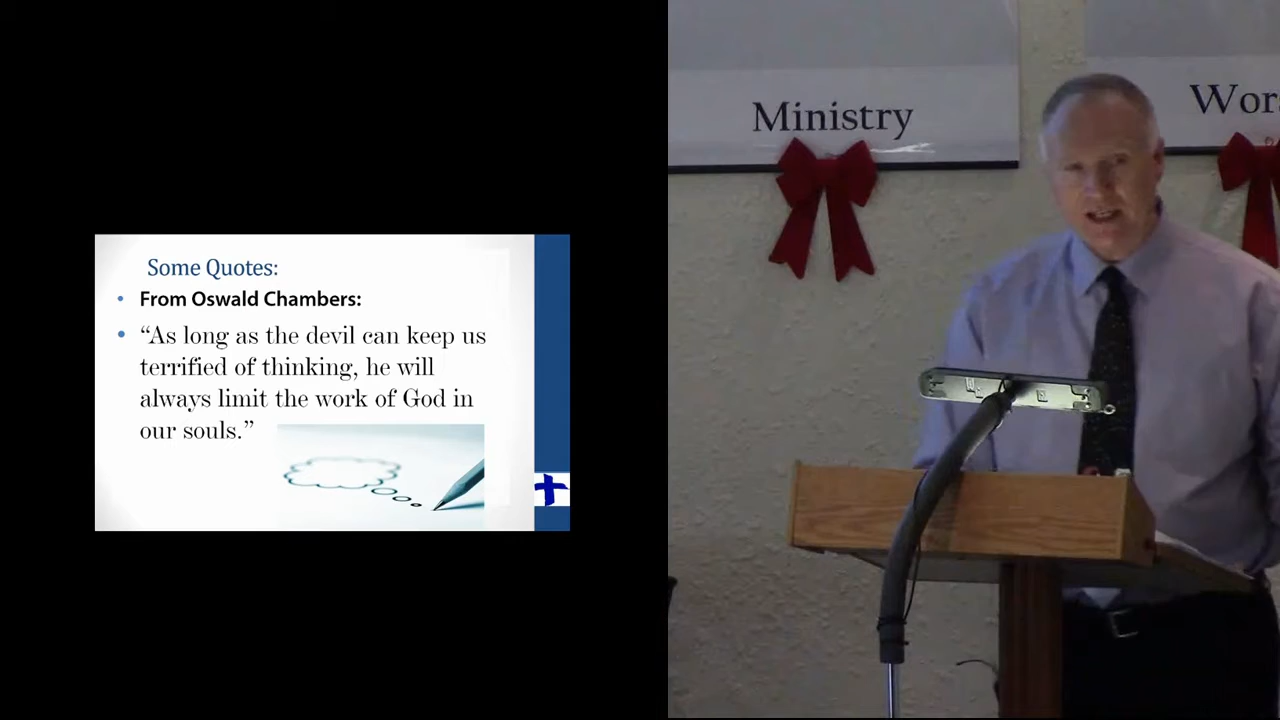 Some Quotes:
• From Oswald Chambers:
• “As long as the devil can keep us
terrified of thinking, he will
always limit the work of God in
our souls.”
Ministry